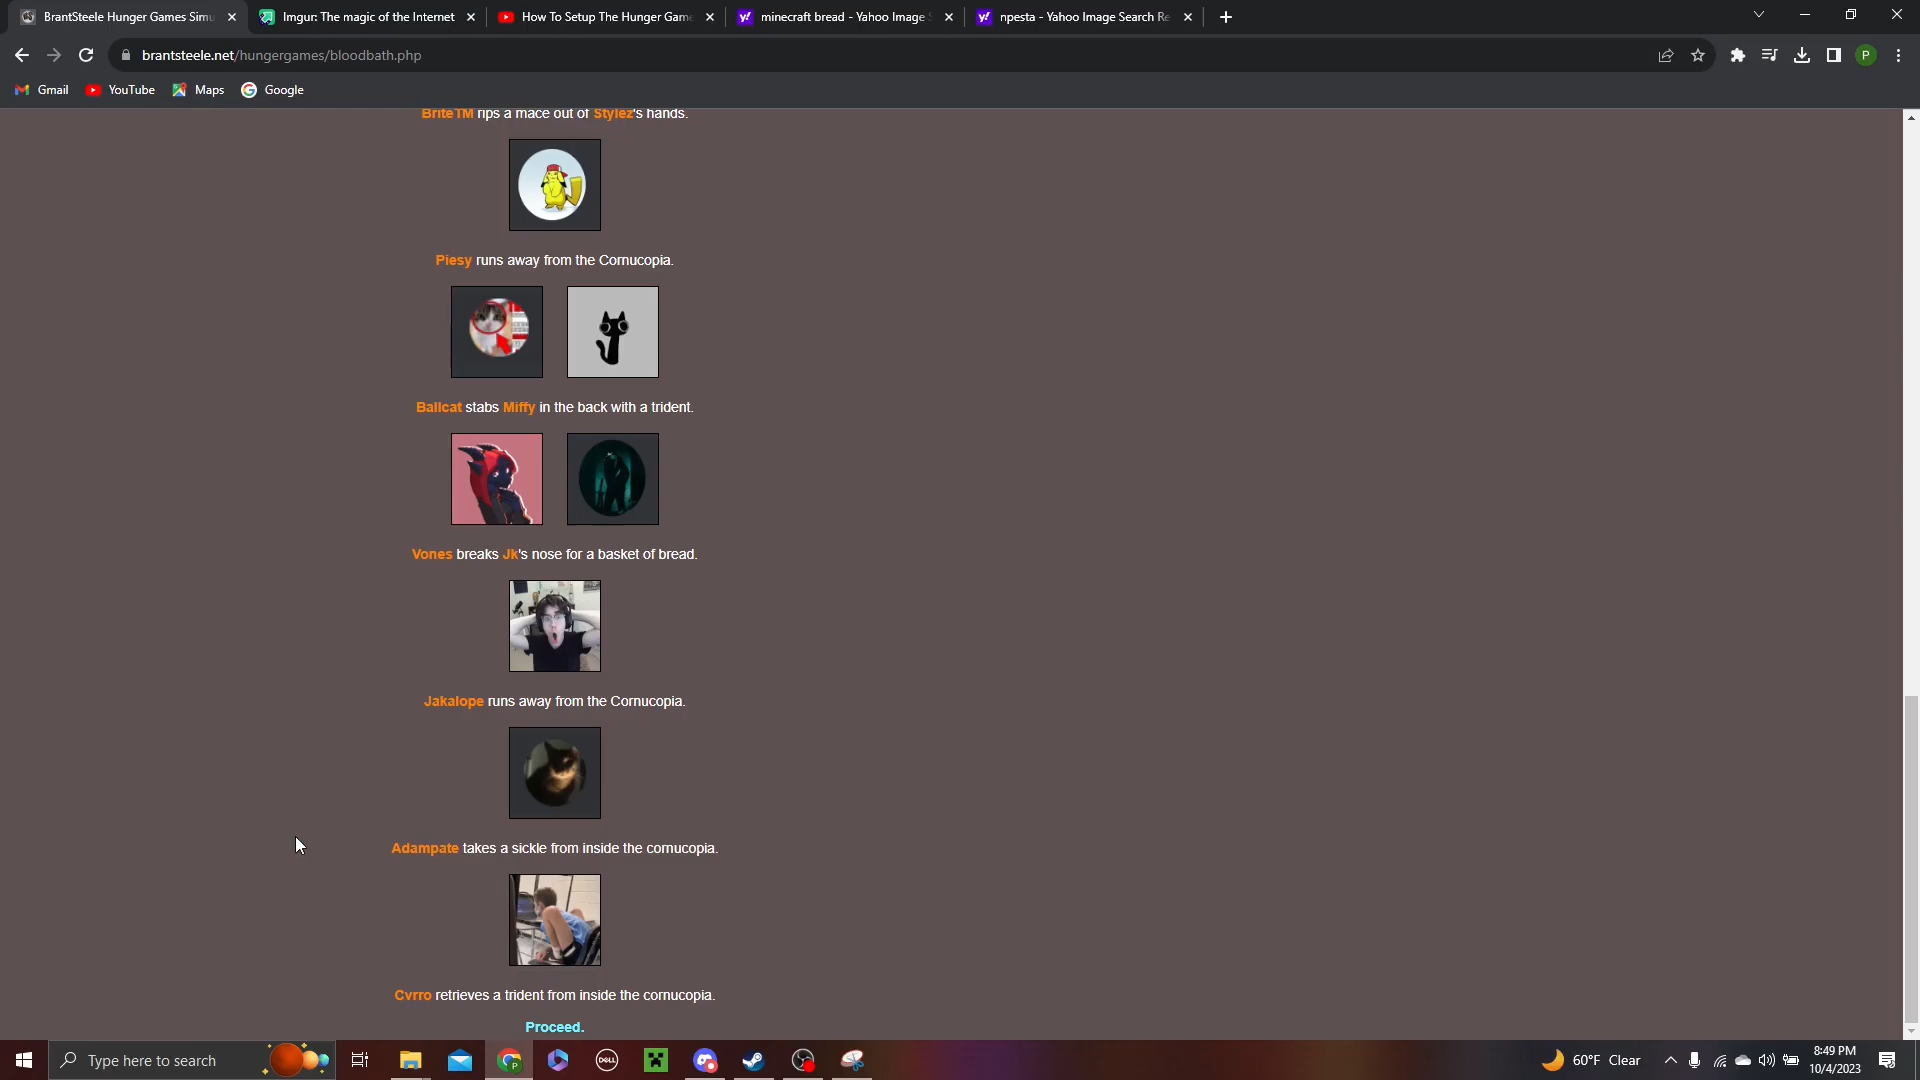 BrantSteele Hunger Games Simu
Imgur: The magic of the Internet
How To Setup The Hunger Gam
minecraft bread - Yahoo Image S
npesta - Yahoo Image Search Re
brantsteele.net/hungergames/bloodbath.php
P
Gmail
YouTube
Maps
Google
BriteTM rips a mace out of Stylez's hands.
Piesy runs away from the Cornucopia.
Ballcat stabs Miffy in the back with a trident.
Vones breaks Jk's nose for a basket of bread.
Jakalope runs away from the Cornucopia.
Adampate takes a sickle from inside the cornucopia.
Cvrro retrieves a trident from inside the cornucopia.
Proceed.
Type here to search
DELL
60°F Clear
8:49 PM
10/4/2023